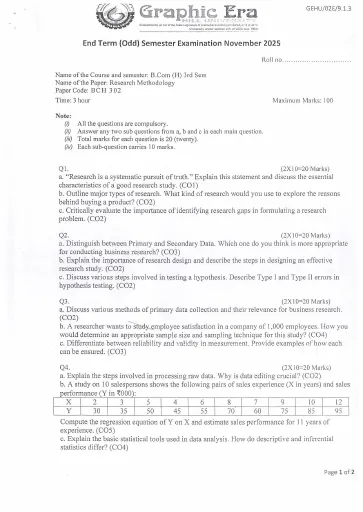 GEHU/02E/9.1.3
Graphic Era
HILL UNIVERSITY
End Term (Odd) Semester Examination November 2025
Roll no..............................
Name of the Course and semester: B.Com (H) 3rd Sem
Name of the Paper: Research Methodology
Paper Code: BCH 302
Time: 3 hour Maximum Marks: 100
Note:
(i) All the questions are compulsory.
(ii) Answer any two sub questions from a, b and c in each main question.
(iii) Total marks for each question is 20 (twenty).
(iv) Each sub-question carries 10 marks.
Q1. (2X10=20 Marks)
a. “Research is a systematic pursuit of truth.” Explain this statement and discuss the essential
characteristics of a good research study. (CO1)
b. Outline major types of research. What kind of research would you use to explore the reasons
behind buying a product? (CO2)
c. Critically evaluate the importance of identifying research gaps in formulating a research
problem. (CO2)
Q2. (2X10=20 Marks)
a. Distinguish between Primary and Secondary Data. Which one do you think is more appropriate
for conducting business research? (CO3)
b. Explain the importance of research design and describe the steps in designing an effective
research study. (CO2)
c. Discuss various steps involved in testing a hypothesis. Describe Type I and Type II errors in
hypothesis testing. (CO2)
Q3. (2X10=20 Marks)
a. Discuss various methods of primary data collection and their relevance for business research.
(CO2)
b. A researcher wants to study employee satisfaction in a company of 1,000 employees. How you
would determine an appropriate sample size and sampling technique for this study? (CO4)
c. Differentiate between reliability and validity in measurement. Provide examples of how each
can be ensured. (CO3)
Q4. (2X10=20 Marks)
a. Explain the steps involved in processing raw data. Why is data editing crucial? (CO2)
b. A study on 10 salespersons shows the following pairs of sales experience (X in years) and sales
performance (Y in ₹000):
X 2 3 5 4 6 8 7 9 10 12
Y 30 35 50 45 55 70 60 75 85 95
Compute the regression equation of Y on X and estimate sales performance for 11 years of
experience. (CO5)
c. Explain the basic statistical tools used in data analysis. How do descriptive and inferential
statistics differ? (CO4)
Page 1 of 2